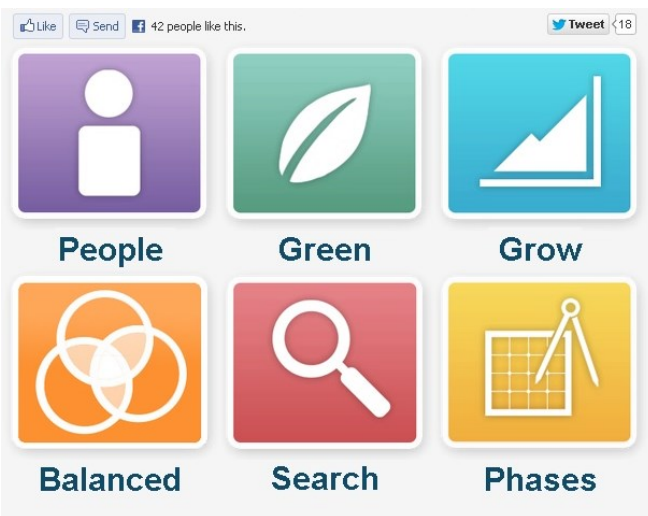 Like Send 42 people like this. Tweet 18
People Green Grow
Balanced Search Phases